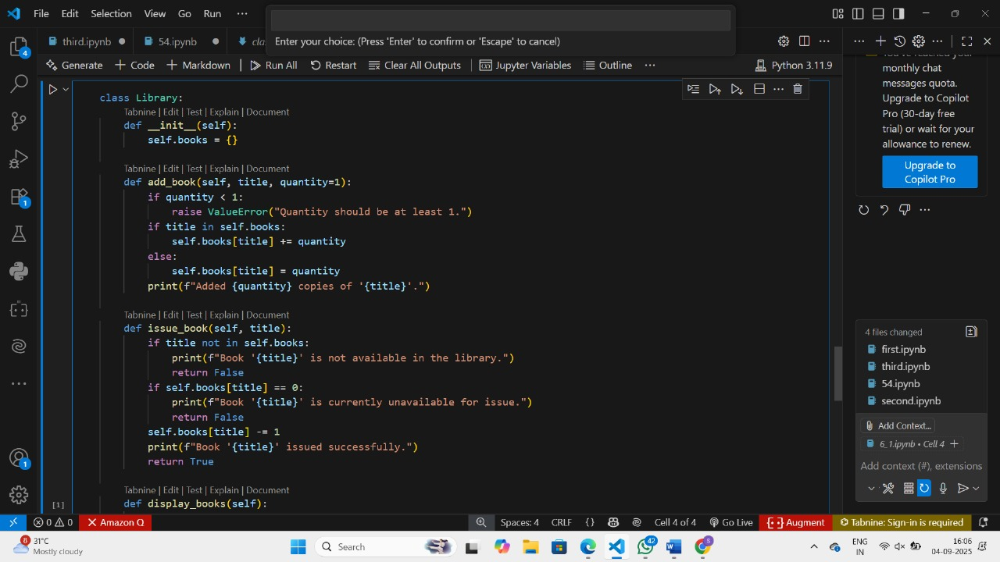 File Edit Selection View Go Run ···
Enter your choice: (Press 'Enter' to confirm or 'Escape' to cancel)
third.ipynb
54.ipynb
Generate Code Markdown Run All Restart Clear All Outputs Jupyter Variables Outline ··· Python 3.11.9
class Library:
Tabnine | Edit | Test | Explain | Document
def __init__(self):
self.books = {}
Tabnine | Edit | Test | Explain | Document
def add_book(self, title, quantity=1):
if quantity < 1:
raise ValueError("Quantity should be at least 1.")
if title in self.books:
self.books[title] += quantity
else:
self.books[title] = quantity
print(f"Added {quantity} copies of '{title}'.")
Tabnine | Edit | Test | Explain | Document
def issue_book(self, title):
if title not in self.books:
print(f"Book '{title}' is not available in the library.")
return False
if self.books[title] == 0:
print(f"Book '{title}' is currently unavailable for issue.")
return False
self.books[title] -= 1
print(f"Book '{title}' issued successfully.")
return True
Tabnine | Edit | Test | Explain | Document
def display_books(self):
[1]
You've reached your
monthly chat
messages quota.
Upgrade to Copilot
Pro (30-day free
trial) or wait for your
allowance to renew.
Upgrade to
Copilot Pro
4 files changed
first.ipynb
third.ipynb
54.ipynb
second.ipynb
Add Context...
6_1.ipynb • Cell 4 +
Add context (#), extensions
4
1
1
0 0 Amazon Q Spaces: 4 CRLF {} Cell 4 of 4 Go Live Augment Tabnine: Sign-in is required
8 31°C
Mostly cloudy
Search
42
S
ENG
IN
16:06
04-09-2025